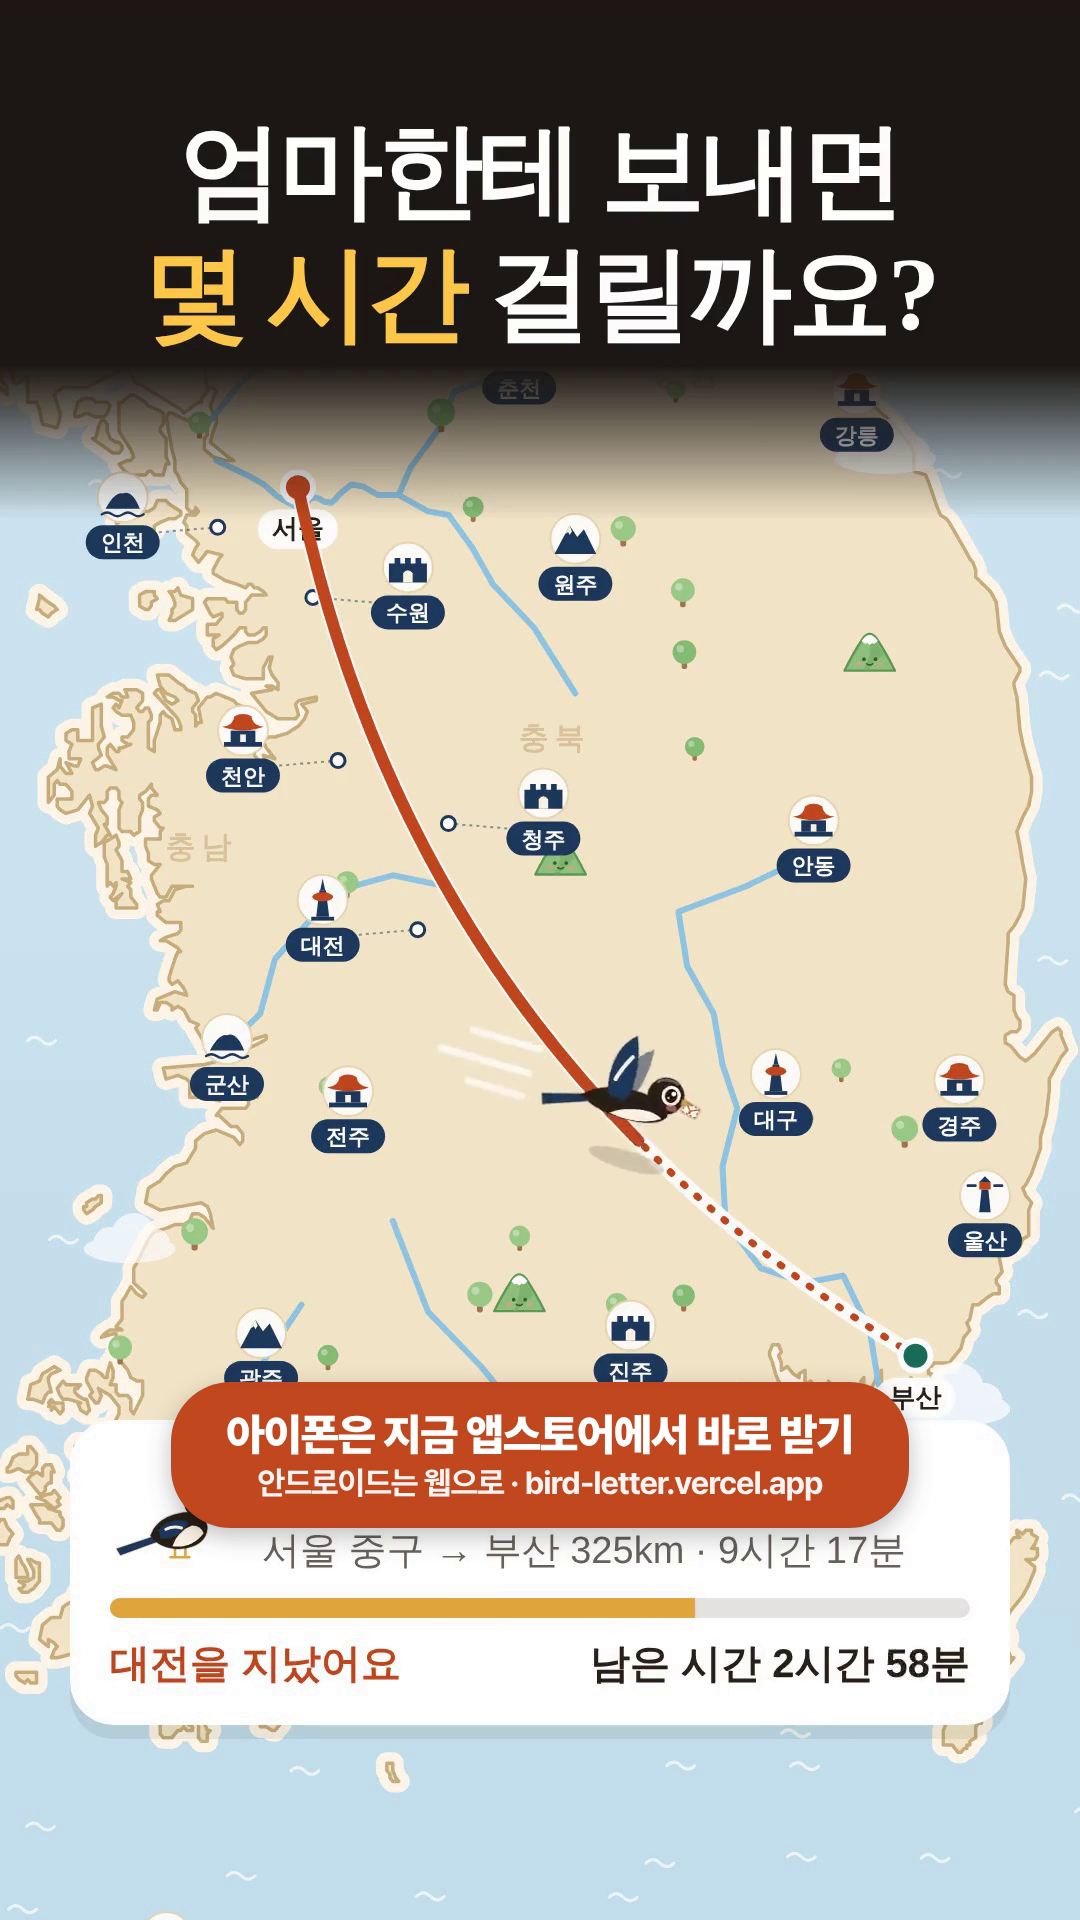 엄마한테 보내면
몇 시간 걸릴까요?
춘천
강릉
인천
서울
수원
원주
충북
천안
청주
충남
안동
대전
군산
전주
대구
경주
울산
광주
진주
부산
아이폰은 지금 앱스토어에서 바로 받기
안드로이드는 웹으로 · bird-letter.vercel.app
서울 중구 → 부산 325km · 9시간 17분
대전을 지났어요
남은 시간 2시간 58분